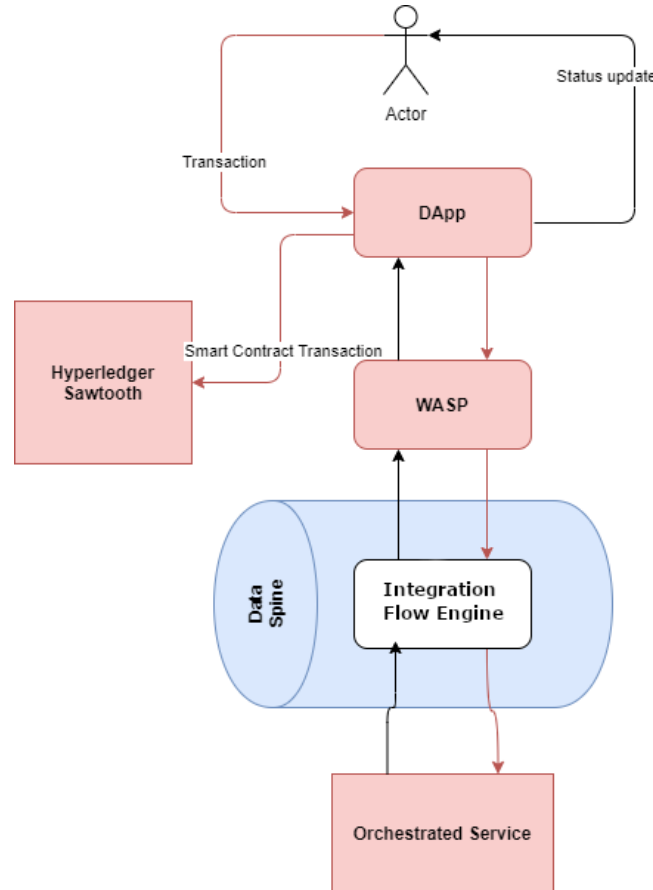 Status update
Actor
Transaction
DApp
Smart Contract Transaction
Hyperledger
Sawtooth
WASP
Data
Spine
Integration
Flow Engine
Orchestrated Service